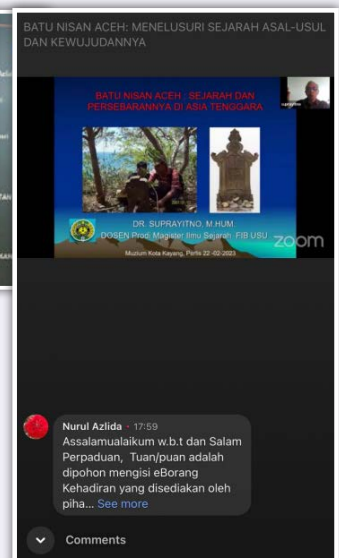 BATU NISAN ACEH: MENELUSURI SEJARAH ASAL-USUL
DAN KEWUJUDANNYA
BATU NISAN ACEH : SEJARAH DAN
PERSEBARANNYA DI ASIA TENGGARA
suprayitno
DR. SUPRAYITNO, M.HUM.
DOSEN Prodi Magister Ilmu Sejarah FIB USU
zoom
Muzium Kota Kayang, Perlis 22 -02-2023
Nurul Azlida · 17:59
Assalamualaikum w.b.t dan Salam
Perpaduan, Tuan/puan adalah
dipohon mengisi eBorang
Kehadiran yang disediakan oleh
piha... See more
Comments